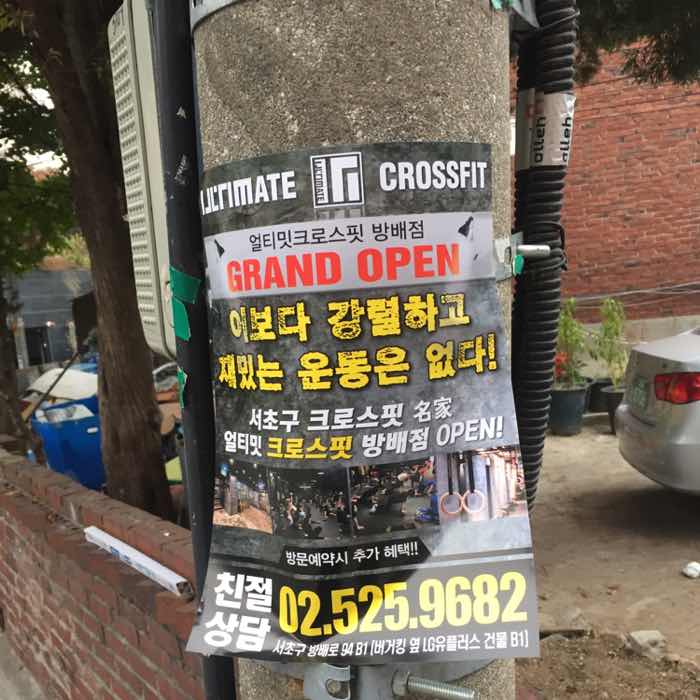 ULTIMATE CROSSFIT
ULTIMATE
얼티밋크로스핏 방배점
GRAND OPEN
이보다 강렬하고
재밌는 운동은 없다!
서초구 크로스핏 名家
얼티밋 크로스핏 방배점 OPEN!
방문예약시 추가 혜택!!
친절
상담
02.525.9682
서초구 방배로 94 B1 (버거킹 옆 LG유플러스 건물 B1)
olleh